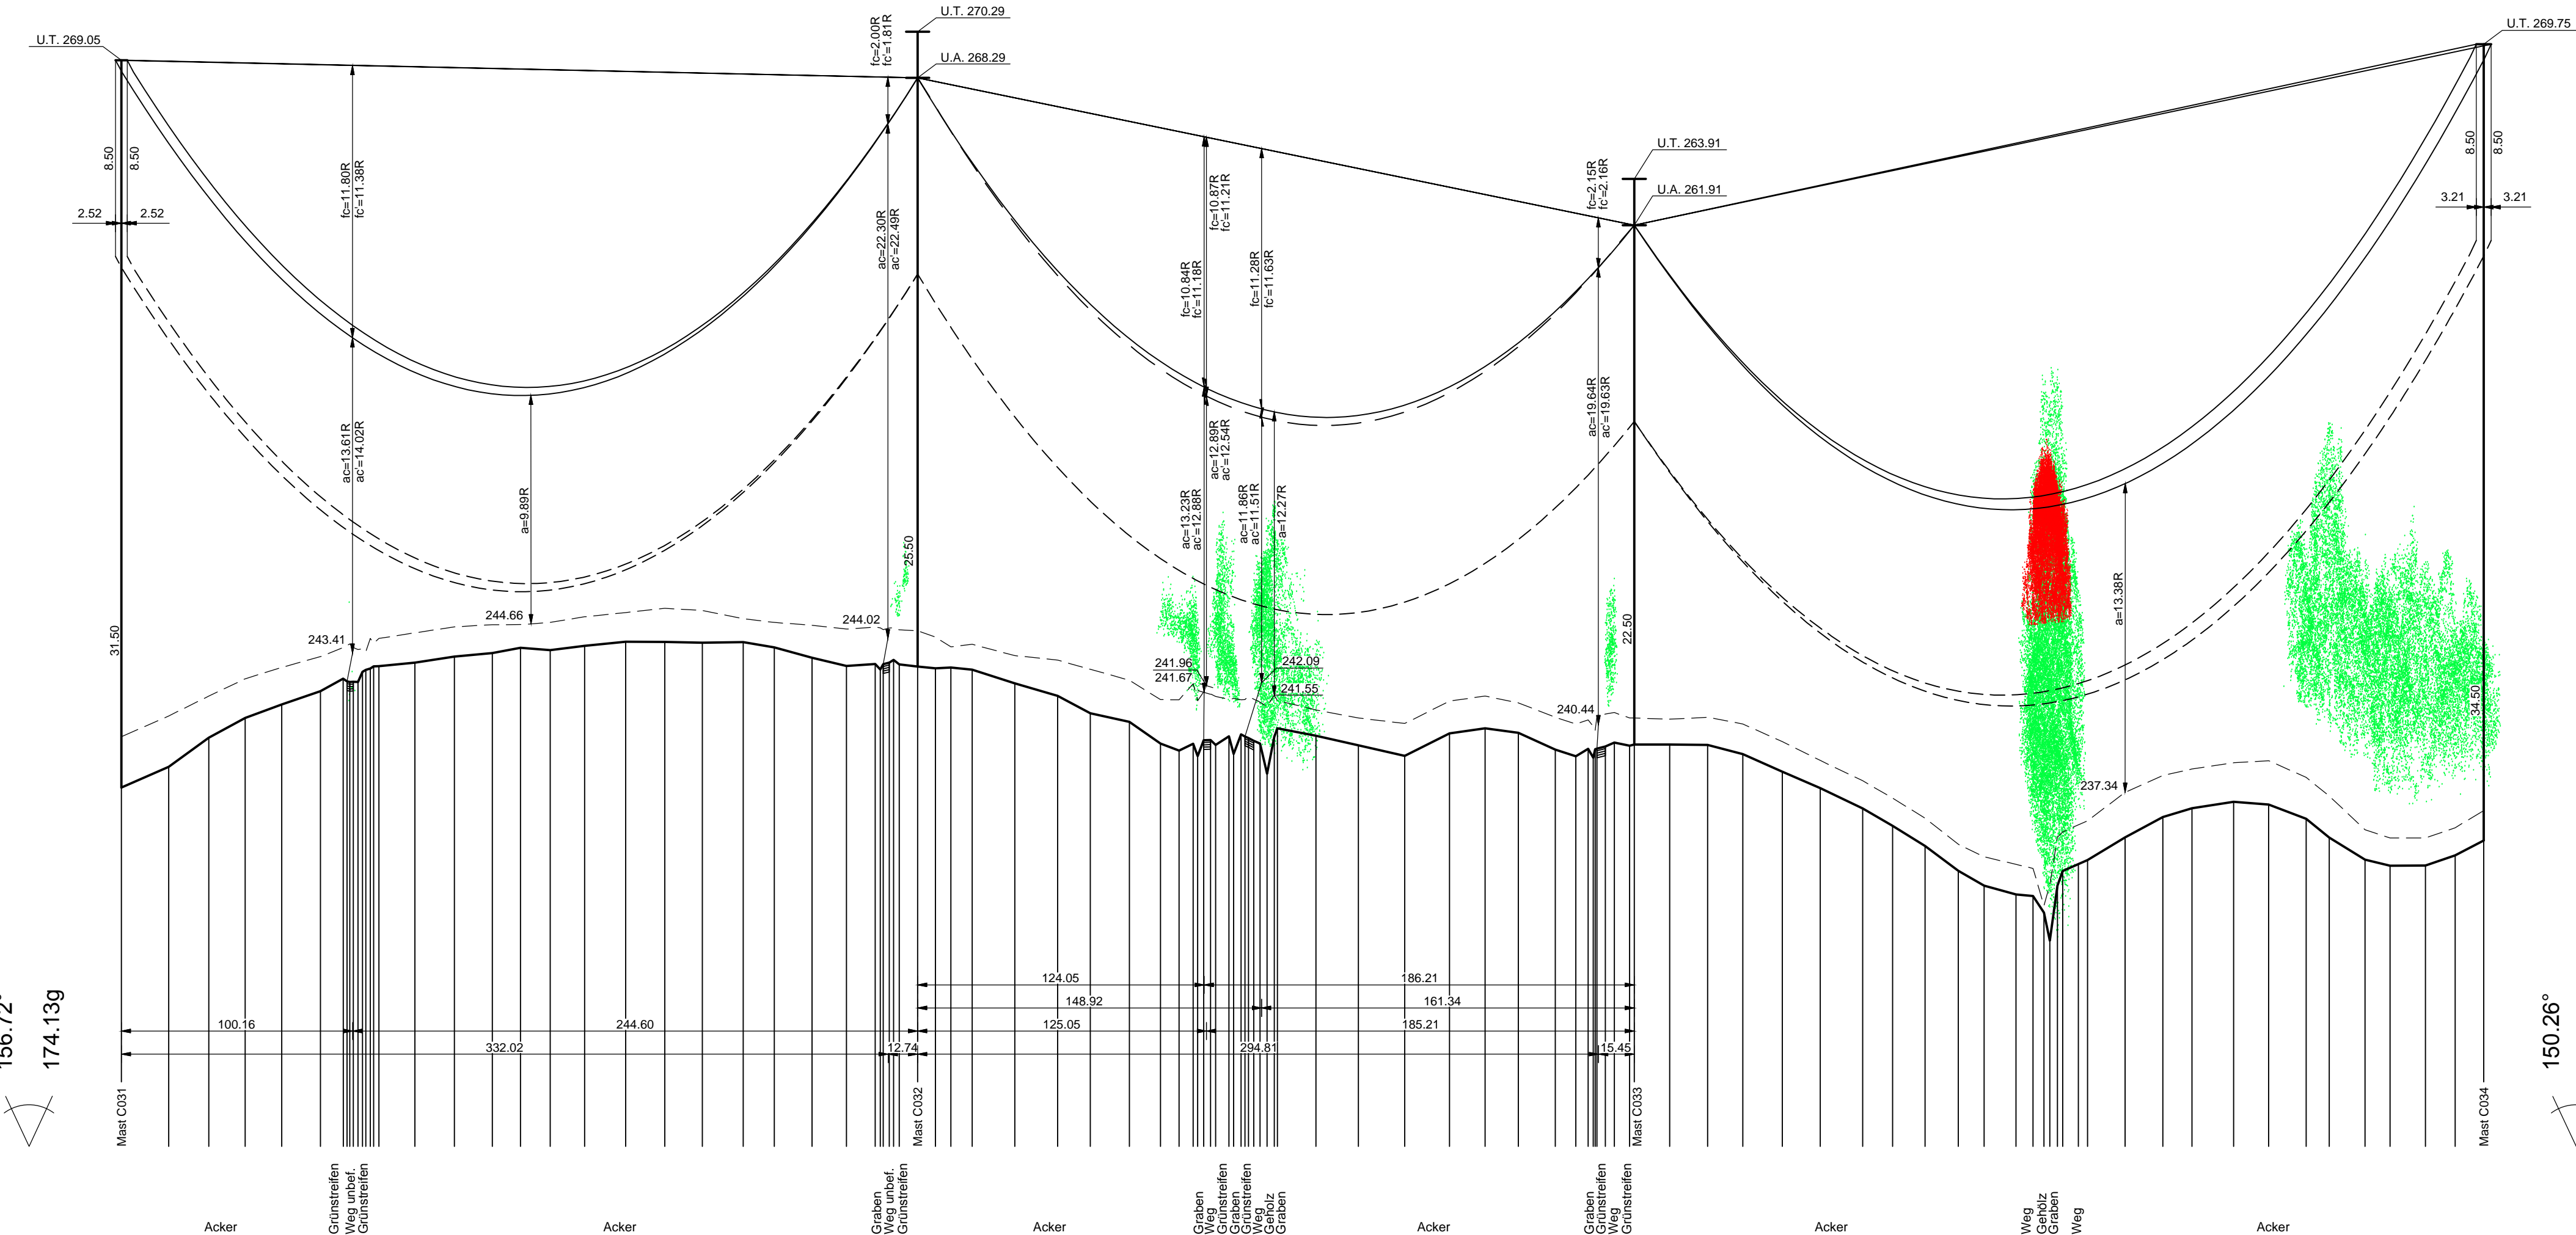 U.T. 269.05
U.T. 270.29
U.A. 268.29
fc=2.00R
fc'=1.81R
U.T. 263.91
U.A. 261.91
U.T. 269.75
8.50
8.50
2.52
2.52
fc=11.80R
fc'=11.38R
ac=22.30R
ac'=22.49R
fc=10.87R
fc'=11.21R
fc=10.84R
fc'=11.18R
fc=11.28R
fc'=11.63R
fc=2.15R
fc'=2.16R
8.50
8.50
3.21
3.21
ac=13.61R
ac'=14.02R
a=9.89R
25.50
ac=13.23R
ac'=12.88R
ac=12.89R
ac'=12.54R
ac=11.86R
ac'=11.51R
a=12.27R
ac=19.64R
ac'=19.63R
a=13.38R
31.50
243.41
244.66
244.02
241.96
241.67
242.09
241.55
240.44
22.50
237.34
34.50
124.05
186.21
148.92
161.34
100.16
244.60
125.05
185.21
332.02
12.74
294.81
15.45
156.72°
174.13g
150.26°
Mast C031
Mast C032
Mast C033
Mast C034
Acker
Grünstreifen
Weg unbef.
Grünstreifen
Acker
Graben
Weg unbef.
Grünstreifen
Acker
Graben
Weg
Grünstreifen
Graben
Grünstreifen
Weg
Gehölz
Graben
Acker
Graben
Grünstreifen
Weg
Grünstreifen
Acker
Weg
Gehölz
Graben
Weg
Acker